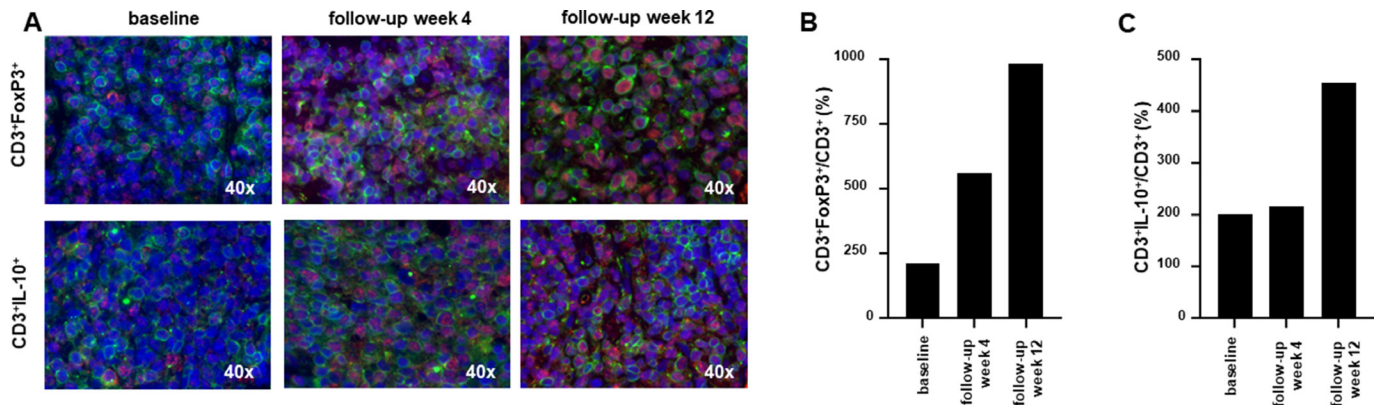 A
baseline
follow-up week 4
follow-up week 12
CD3⁺FoxP3⁺
40x
40x
40x
CD3⁺IL-10⁺
40x
40x
40x
B
CD3⁺FoxP3⁺/CD3⁺ (%)
1000
750
500
250
0
baseline
follow-up
week 4
follow-up
week 12
C
CD3⁺IL-10⁺/CD3⁺ (%)
500
400
300
200
100
0
baseline
follow-up
week 4
follow-up
week 12